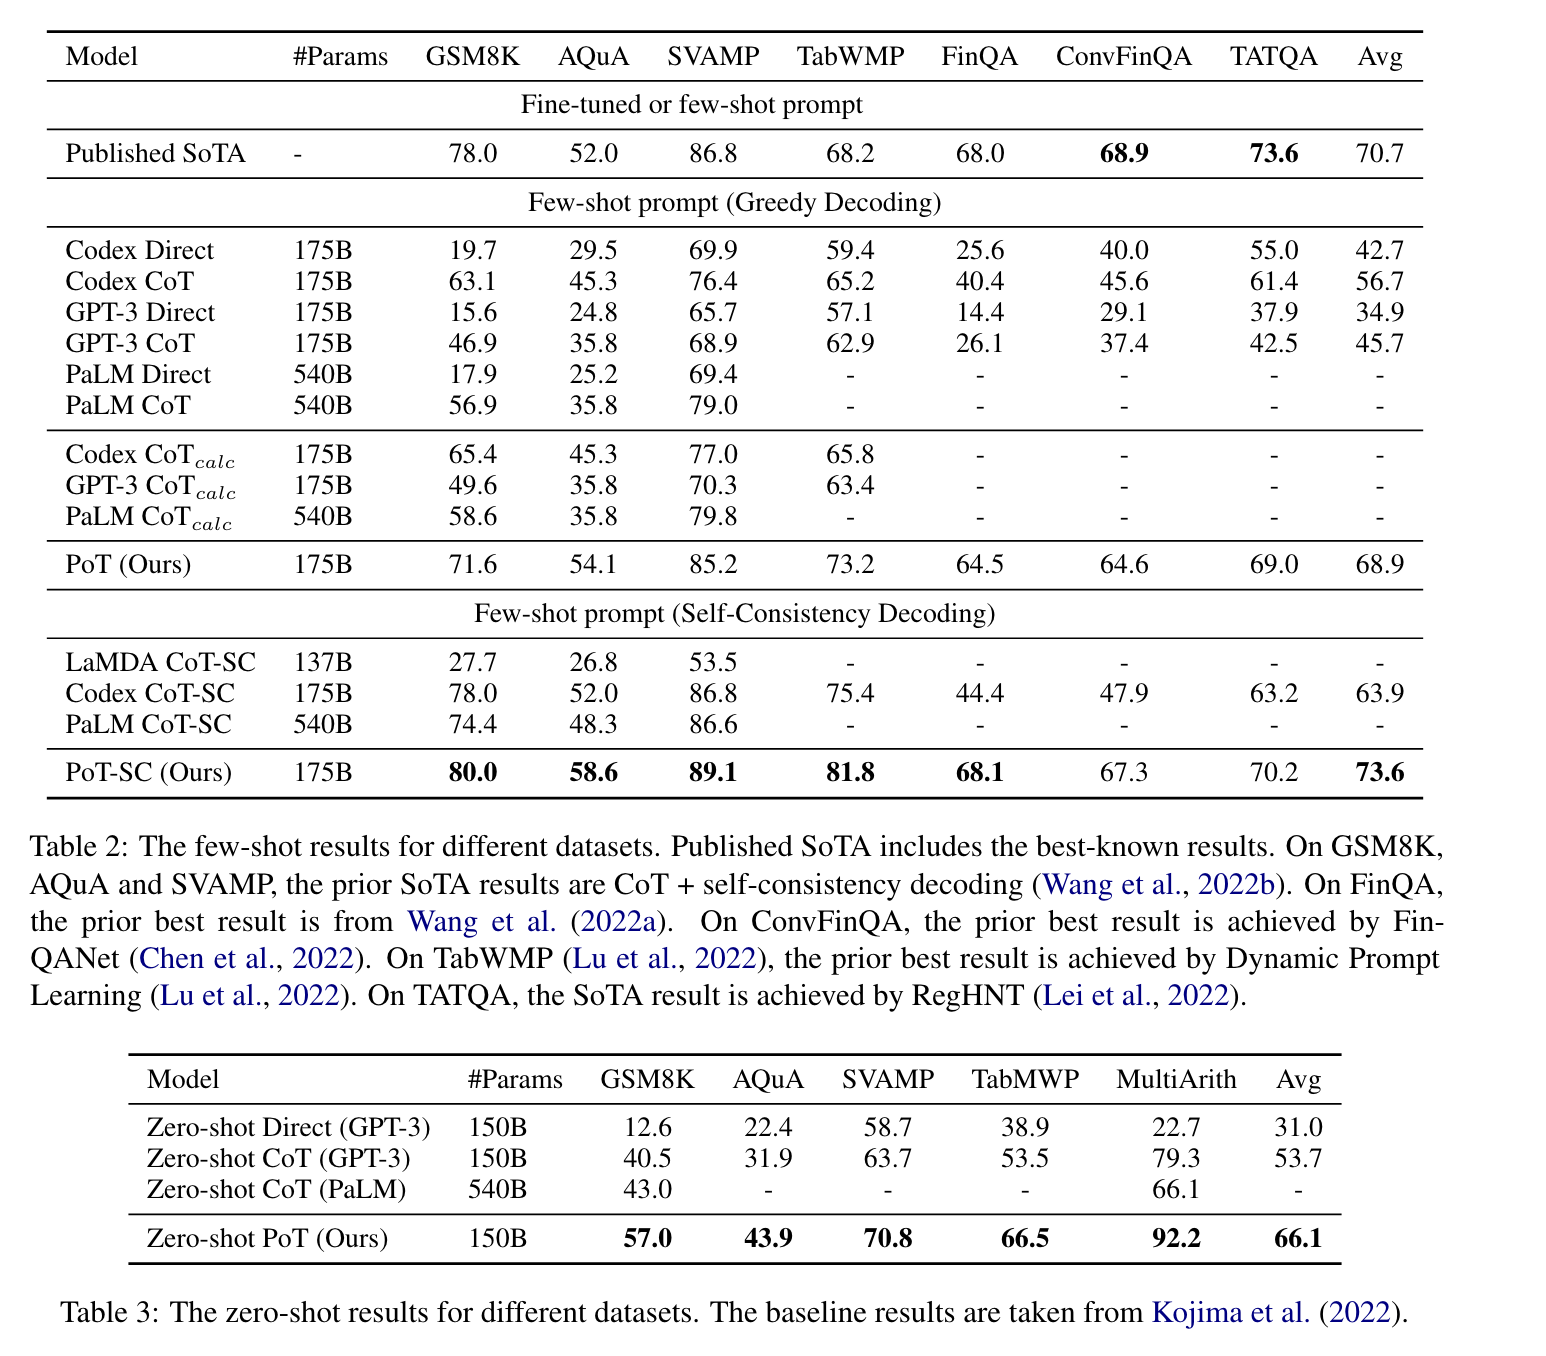 Model #Params GSM8K AQuA SVAMP TabWMP FinQA ConvFinQA TATQA Avg
Fine-tuned or few-shot prompt
Published SoTA - 78.0 52.0 86.8 68.2 68.0 68.9 73.6 70.7
Few-shot prompt (Greedy Decoding)
Codex Direct 175B 19.7 29.5 69.9 59.4 25.6 40.0 55.0 42.7
Codex CoT 175B 63.1 45.3 76.4 65.2 40.4 45.6 61.4 56.7
GPT-3 Direct 175B 15.6 24.8 65.7 57.1 14.4 29.1 37.9 34.9
GPT-3 CoT 175B 46.9 35.8 68.9 62.9 26.1 37.4 42.5 45.7
PaLM Direct 540B 17.9 25.2 69.4 - - - - -
PaLM CoT 540B 56.9 35.8 79.0 - - - - -
Codex CoTcalc 175B 65.4 45.3 77.0 65.8 - - - -
GPT-3 CoTcalc 175B 49.6 35.8 70.3 63.4 - - - -
PaLM CoTcalc 540B 58.6 35.8 79.8 - - - - -
PoT (Ours) 175B 71.6 54.1 85.2 73.2 64.5 64.6 69.0 68.9
Few-shot prompt (Self-Consistency Decoding)
LaMDA CoT-SC 137B 27.7 26.8 53.5 - - - - -
Codex CoT-SC 175B 78.0 52.0 86.8 75.4 44.4 47.9 63.2 63.9
PaLM CoT-SC 540B 74.4 48.3 86.6 - - - - -
PoT-SC (Ours) 175B 80.0 58.6 89.1 81.8 68.1 67.3 70.2 73.6
Table 2: The few-shot results for different datasets. Published SoTA includes the best-known results. On GSM8K,
AQuA and SVAMP, the prior SoTA results are CoT + self-consistency decoding (Wang et al., 2022b). On FinQA,
the prior best result is from Wang et al. (2022a). On ConvFinQA, the prior best result is achieved by Fin-
QANet (Chen et al., 2022). On TabWMP (Lu et al., 2022), the prior best result is achieved by Dynamic Prompt
Learning (Lu et al., 2022). On TATQA, the SoTA result is achieved by RegHNT (Lei et al., 2022).
Model #Params GSM8K AQuA SVAMP TabMWP MultiArith Avg
Zero-shot Direct (GPT-3) 150B 12.6 22.4 58.7 38.9 22.7 31.0
Zero-shot CoT (GPT-3) 150B 40.5 31.9 63.7 53.5 79.3 53.7
Zero-shot CoT (PaLM) 540B 43.0 - - - 66.1 -
Zero-shot PoT (Ours) 150B 57.0 43.9 70.8 66.5 92.2 66.1
Table 3: The zero-shot results for different datasets. The baseline results are taken from Kojima et al. (2022).